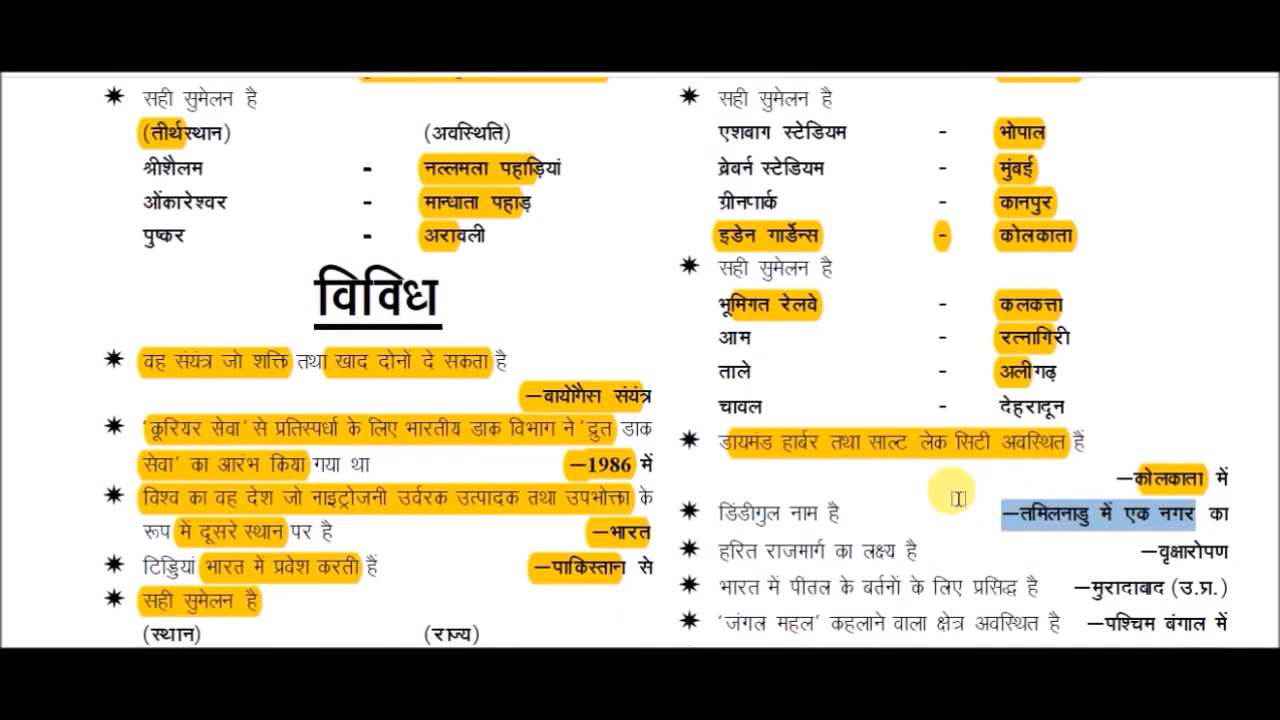 ✷ सही सुमेलन है
(तीर्थस्थान) (अवस्थिति)
श्रीशैलम - नल्लमला पहाड़ियां
ओंकारेश्वर - मान्धाता पहाड़
पुष्कर - अरावली
विविध
✷ वह संयंत्र जो शक्ति तथा खाद दोनों दे सकता है
—बायोगैस संयंत्र
✷ 'कूरियर सेवा' से प्रतिस्पर्धा के लिए भारतीय डाक विभाग ने 'द्रुत डाक
सेवा' का आरंभ किया गया था —1986 में
✷ विश्व का वह देश जो नाइट्रोजनी उर्वरक उत्पादक तथा उपभोक्ता के
रूप में दूसरे स्थान पर है —भारत
✷ टिड्डियां भारत में प्रवेश करती हैं —पाकिस्तान से
✷ सही सुमेलन है
(स्थान) (राज्य)
✷ सही सुमेलन है
एशबाग स्टेडियम - भोपाल
ब्रेबर्न स्टेडियम - मुंबई
ग्रीनपार्क - कानपुर
इडेन गार्डेन्स - कोलकाता
✷ सही सुमेलन है
भूमिगत रेलवे - कलकत्ता
आम - रत्नागिरी
ताले - अलीगढ़
चावल - देहरादून
✷ डायमंड हार्बर तथा साल्ट लेक सिटी अवस्थित हैं
—कोलकाता में
✷ डिंडीगुल नाम है —तमिलनाडु में एक नगर का
✷ हरित राजमार्ग का लक्ष्य है —वृक्षारोपण
✷ भारत में पीतल के बर्तनों के लिए प्रसिद्ध है —मुरादाबाद (उ.प्र.)
✷ 'जंगल महल' कहलाने वाला क्षेत्र अवस्थित है —पश्चिम बंगाल में